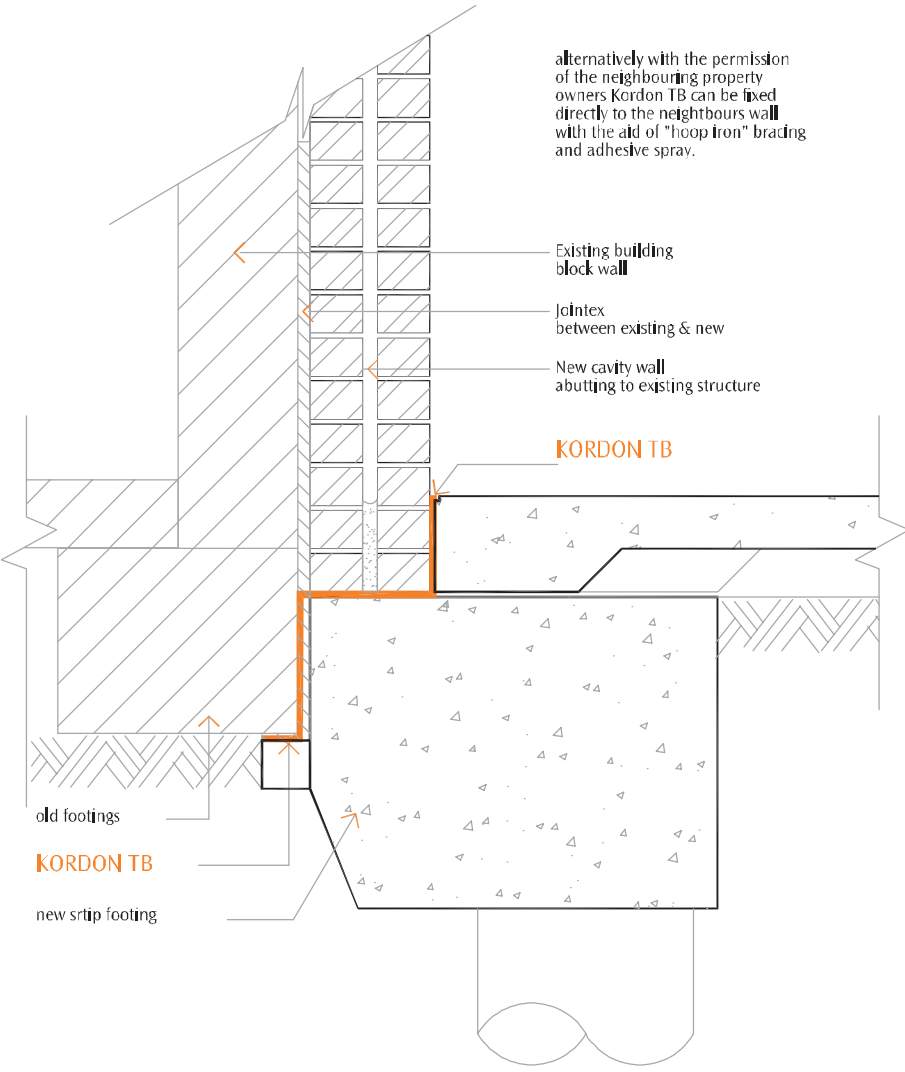 alternatively with the permission
of the neighbouring property
owners Kordon TB can be fixed
directly to the neightbours wall
with the aid of "hoop iron" bracing
and adhesive spray.
Existing building
block wall
Jointex
between existing & new
New cavity wall
abutting to existing structure
KORDON TB
old footings
KORDON TB
new srtip footing